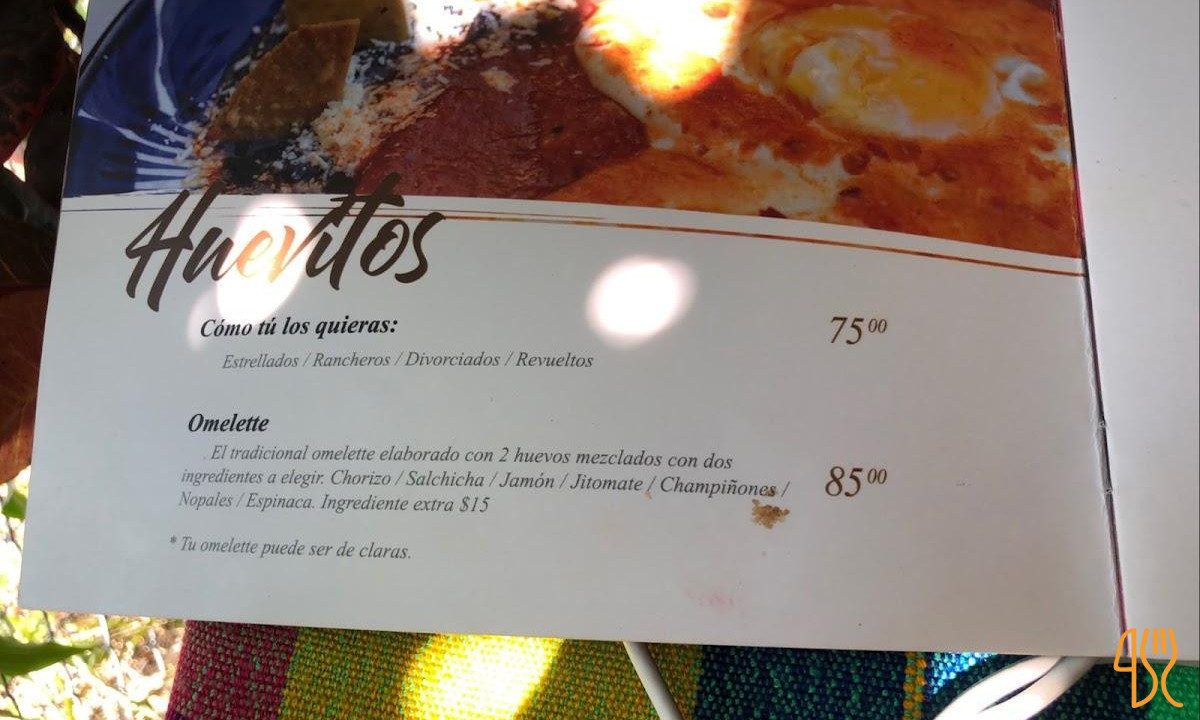 Huevitos
Cómo tú los quieras: 75⁰⁰
Estrellados / Rancheros / Divorciados / Revueltos
Omelette
El tradicional omelette elaborado con 2 huevos mezclados con dos
ingredientes a elegir. Chorizo / Salchicha / Jamón / Jitomate / Champiñones / 85⁰⁰
Nopales / Espinaca. Ingrediente extra $15
* Tu omelette puede ser de claras.